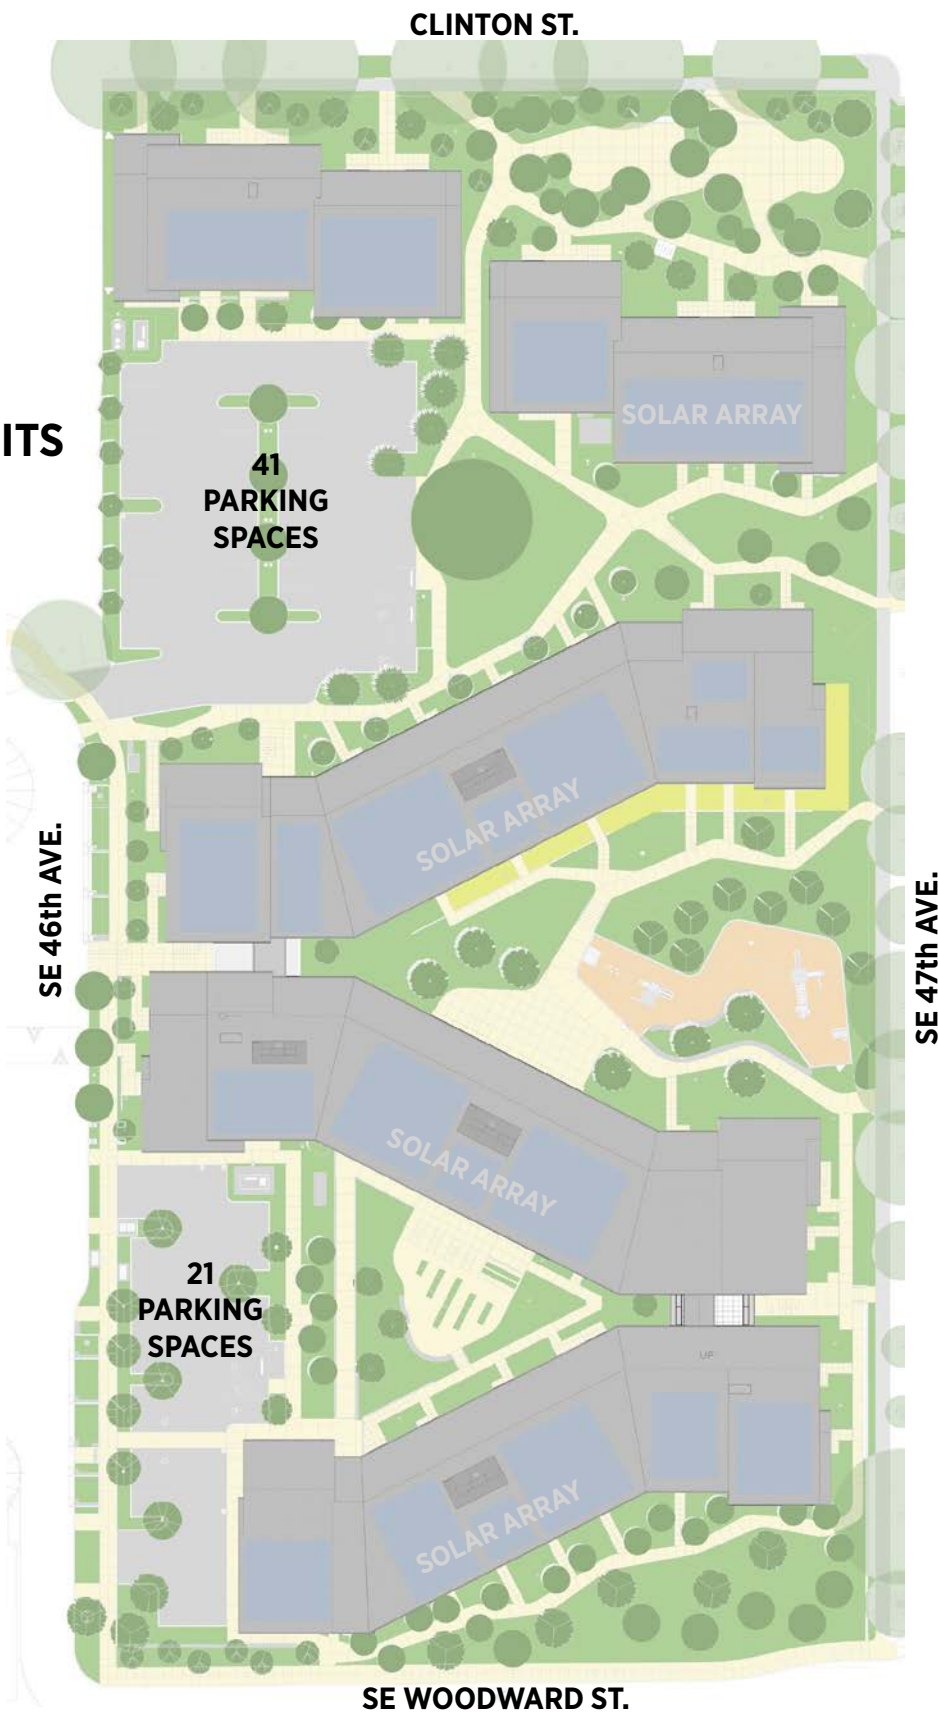 CLINTON ST.
SOLAR ARRAY
ITS
41
PARKING
SPACES
SOLAR ARRAY
SE 46th AVE.
SE 47th AVE.
SOLAR ARRAY
21
PARKING
SPACES
UP
SOLAR ARRAY
SE WOODWARD ST.